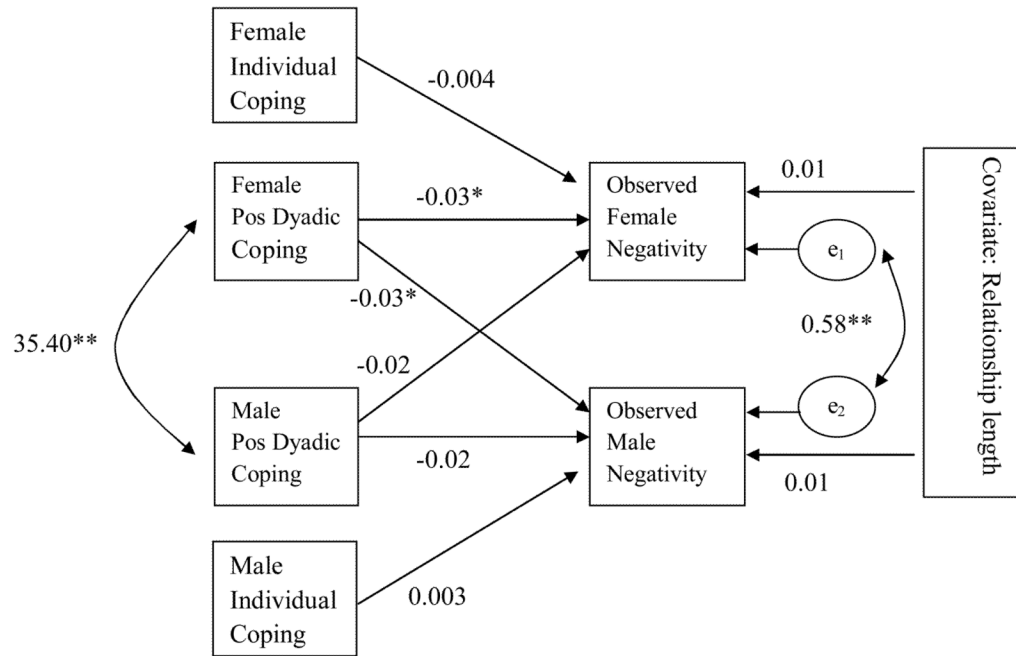 Female
Individual
Coping
-0.004
Female
Pos Dyadic
Coping
-0.03*
-0.03*
Observed
Female
Negativity
0.01
e₁
35.40**
0.58**
Covariate: Relationship length
Male
Pos Dyadic
Coping
-0.02
-0.02
Observed
Male
Negativity
e₂
0.01
Male
Individual
Coping
0.003